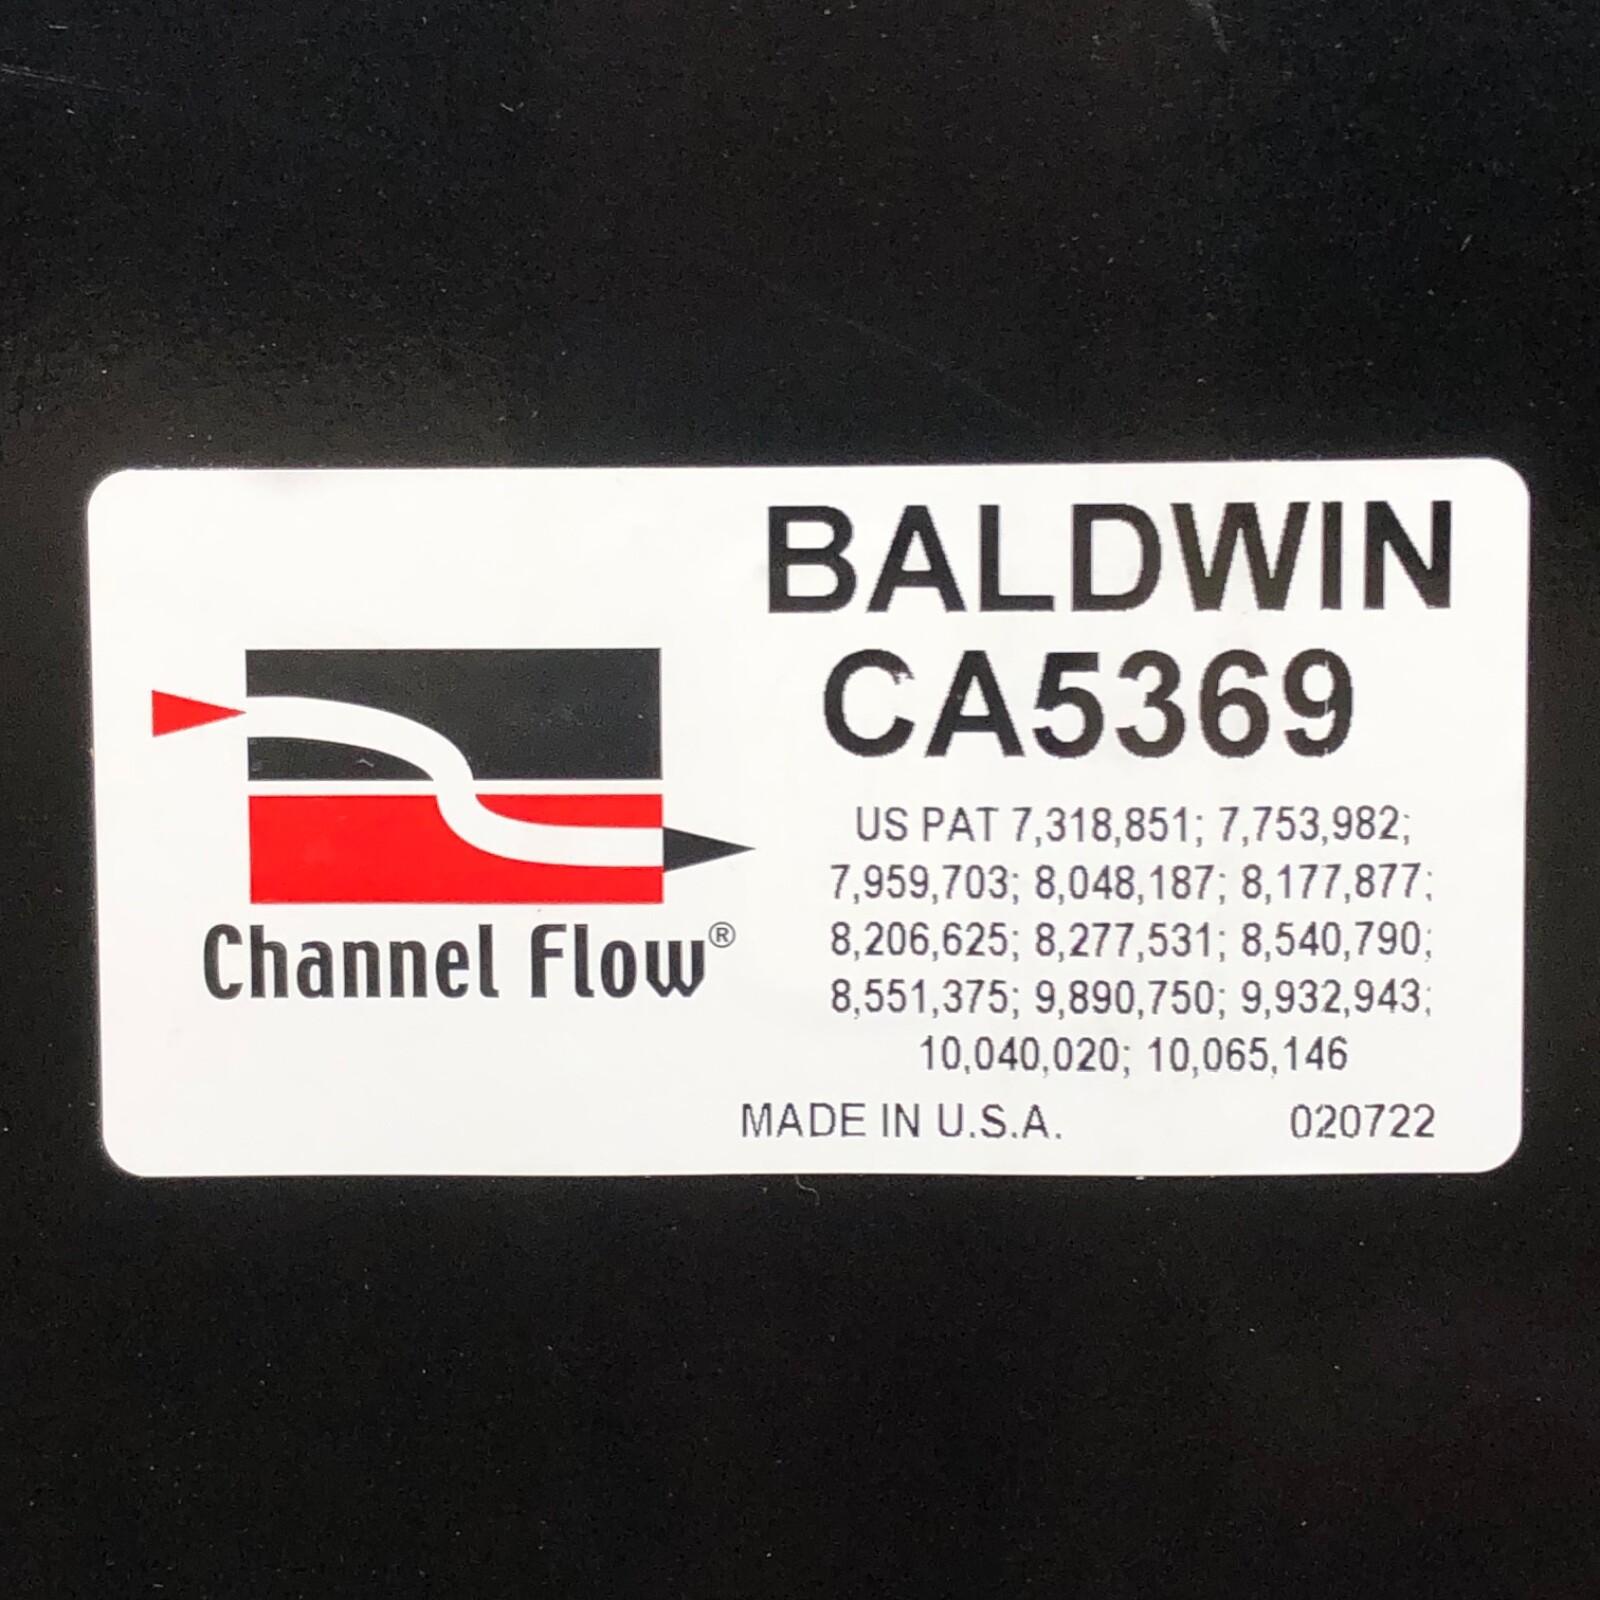 BALDWIN
CA5369
Channel Flow®
US PAT 7,318,851; 7,753,982;
7,959,703; 8,048,187; 8,177,877;
8,206,625; 8,277,531; 8,540,790;
8,551,375; 9,890,750; 9,932,943;
10,040,020; 10,065,146
MADE IN U.S.A. 020722